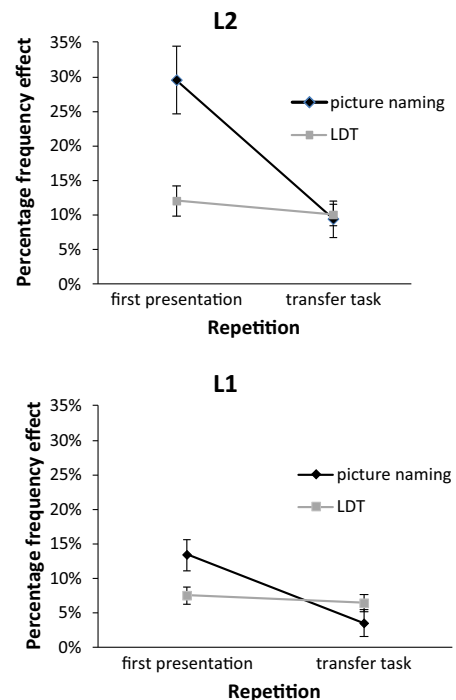 L2
Percentage frequency effect
35%
30%
25%
20%
15%
10%
5%
0%
picture naming
LDT
first presentation transfer task
Repetition
L1
Percentage frequency effect
35%
30%
25%
20%
15%
10%
5%
0%
picture naming
LDT
first presentation transfer task
Repetition